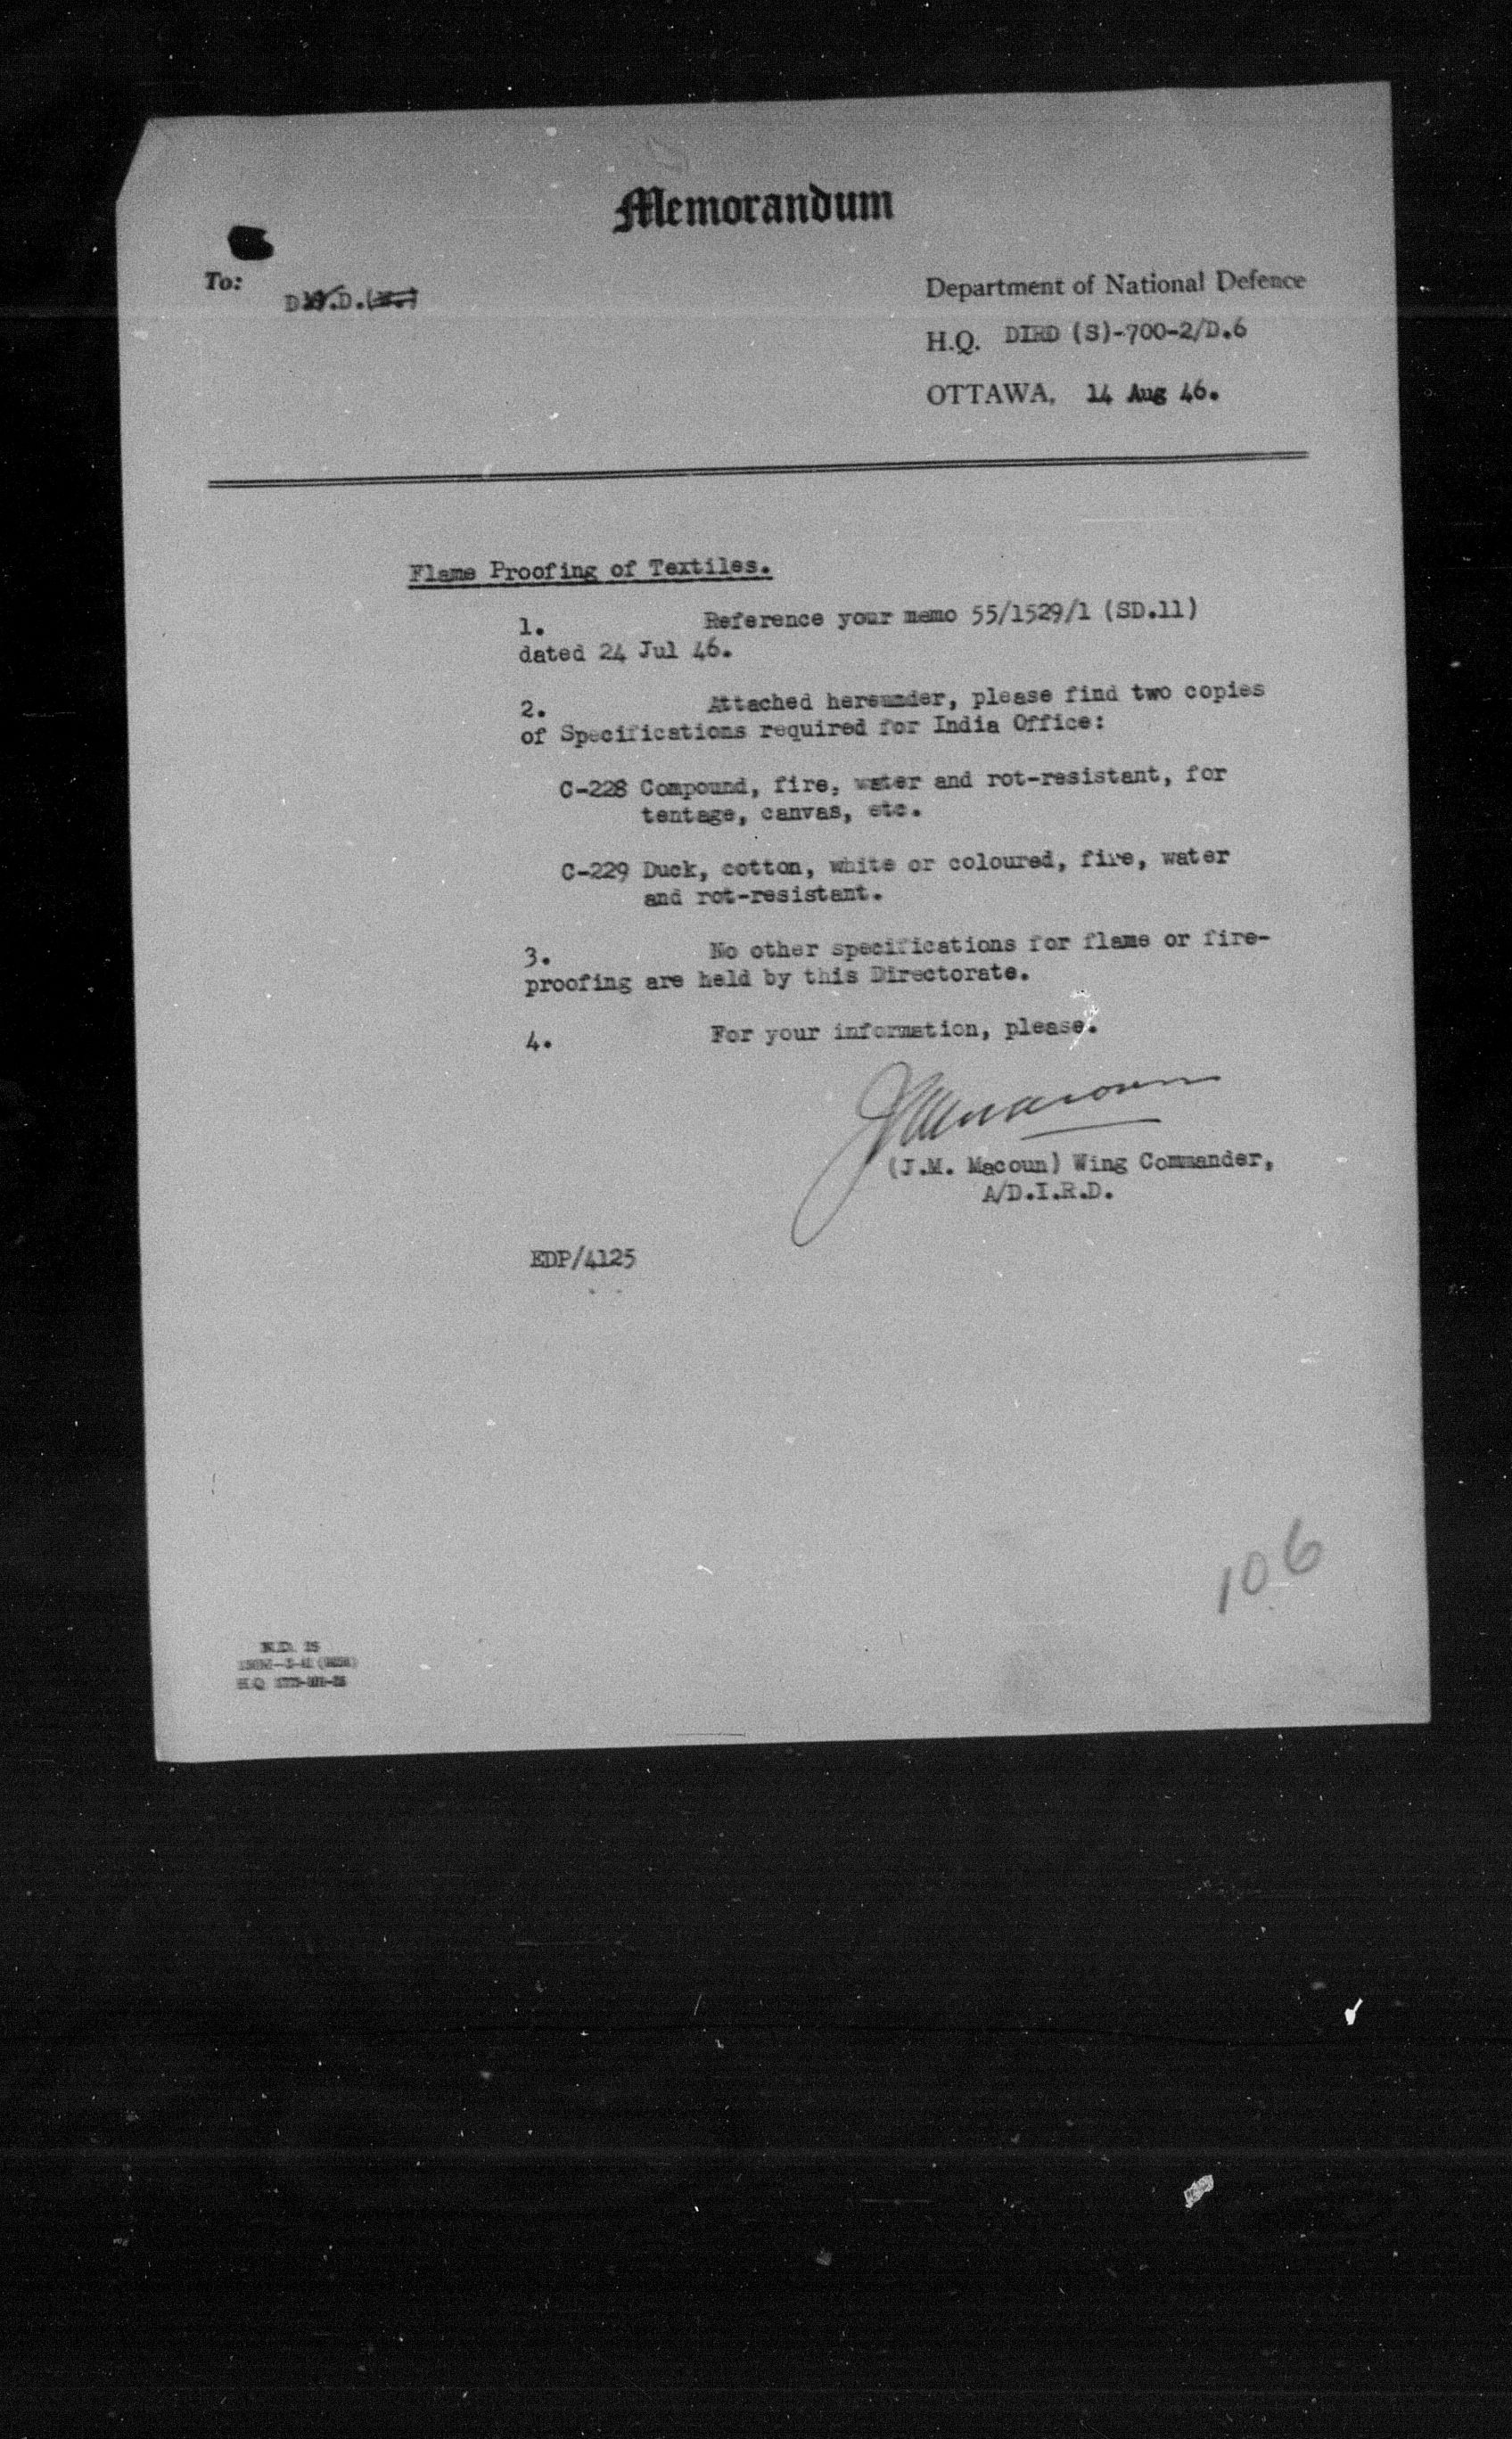 Memorandum
To:
Department of National Defence
H.Q. DIRD (S)-700-2/D.6
OTTAWA, 14 Aug 46.
Flame Proofing of Textiles.
1. Reference your memo 55/1529/1 (SD.11)
dated 24 Jul 46.
2. Attached hereunder, please find two copies
of Specifications required for India Office:
C-228 Compound, fire, water and rot-resistant, for
tentage, canvas, etc.
C-229 Duck, cotton, white or coloured, fire, water
and rot-resistant.
3. No other specifications for flame or fire-
proofing are held by this Directorate.
4. For your information, please.
(J.M. Macoun) Wing Commander,
A/D.I.R.D.
EDP/4125
106